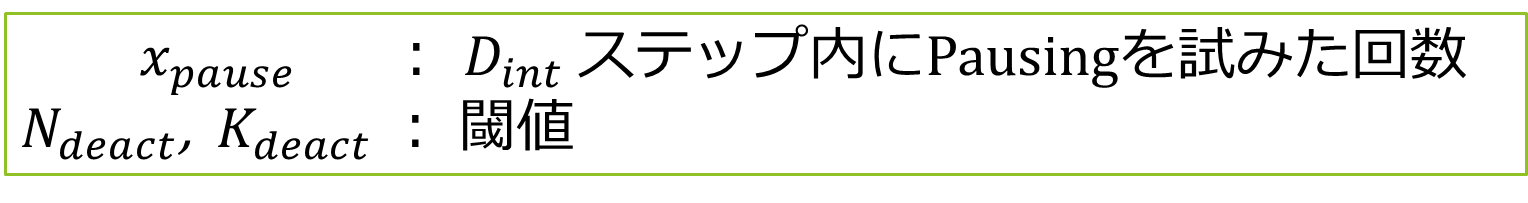 x_pause : D_int ステップ内にPausingを試みた回数
N_deact, K_deact : 閾値